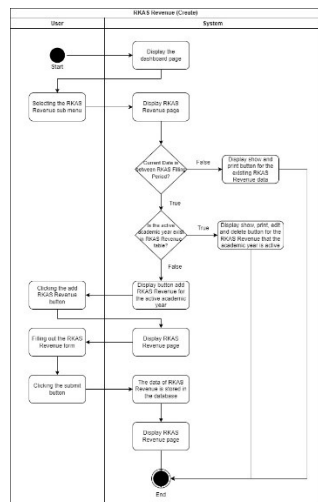 RKAS Revenue (Create)
User
System
Start
Display the
dashboard page
Selecting the RKAS
Revenue sub menu
Display RKAS
Revenue page
Current Date is
between RKAS Filling
Period?
False
Display show and
print button for the
existing RKAS
Revenue data
True
Is the active
academic year exist
in RKAS Revenue
table?
True
Display show, print, edit
and delete button for the
RKAS Revenue that the
academic year is active
False
Clicking the add
RKAS Revenue
button
Display button add
RKAS Revenue for
the active academic
year
Filling out the RKAS
Revenue form
Display RKAS
Revenue page
Clicking the submit
button
The data of RKAS
Revenue is stored in
the database
Display RKAS
Revenue page
End